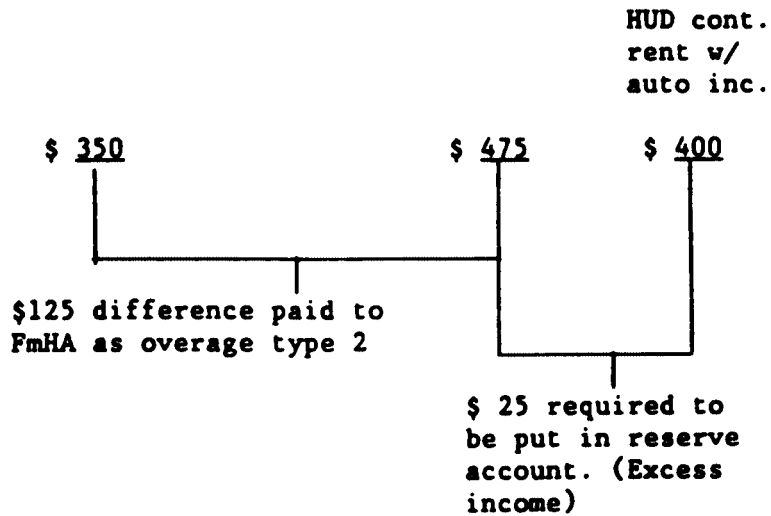 HUD cont.
rent w/
auto inc.
$ 350 $ 475 $ 400
$125 difference paid to
FmHA as overage type 2
$ 25 required to
be put in reserve
account. (Excess
income)